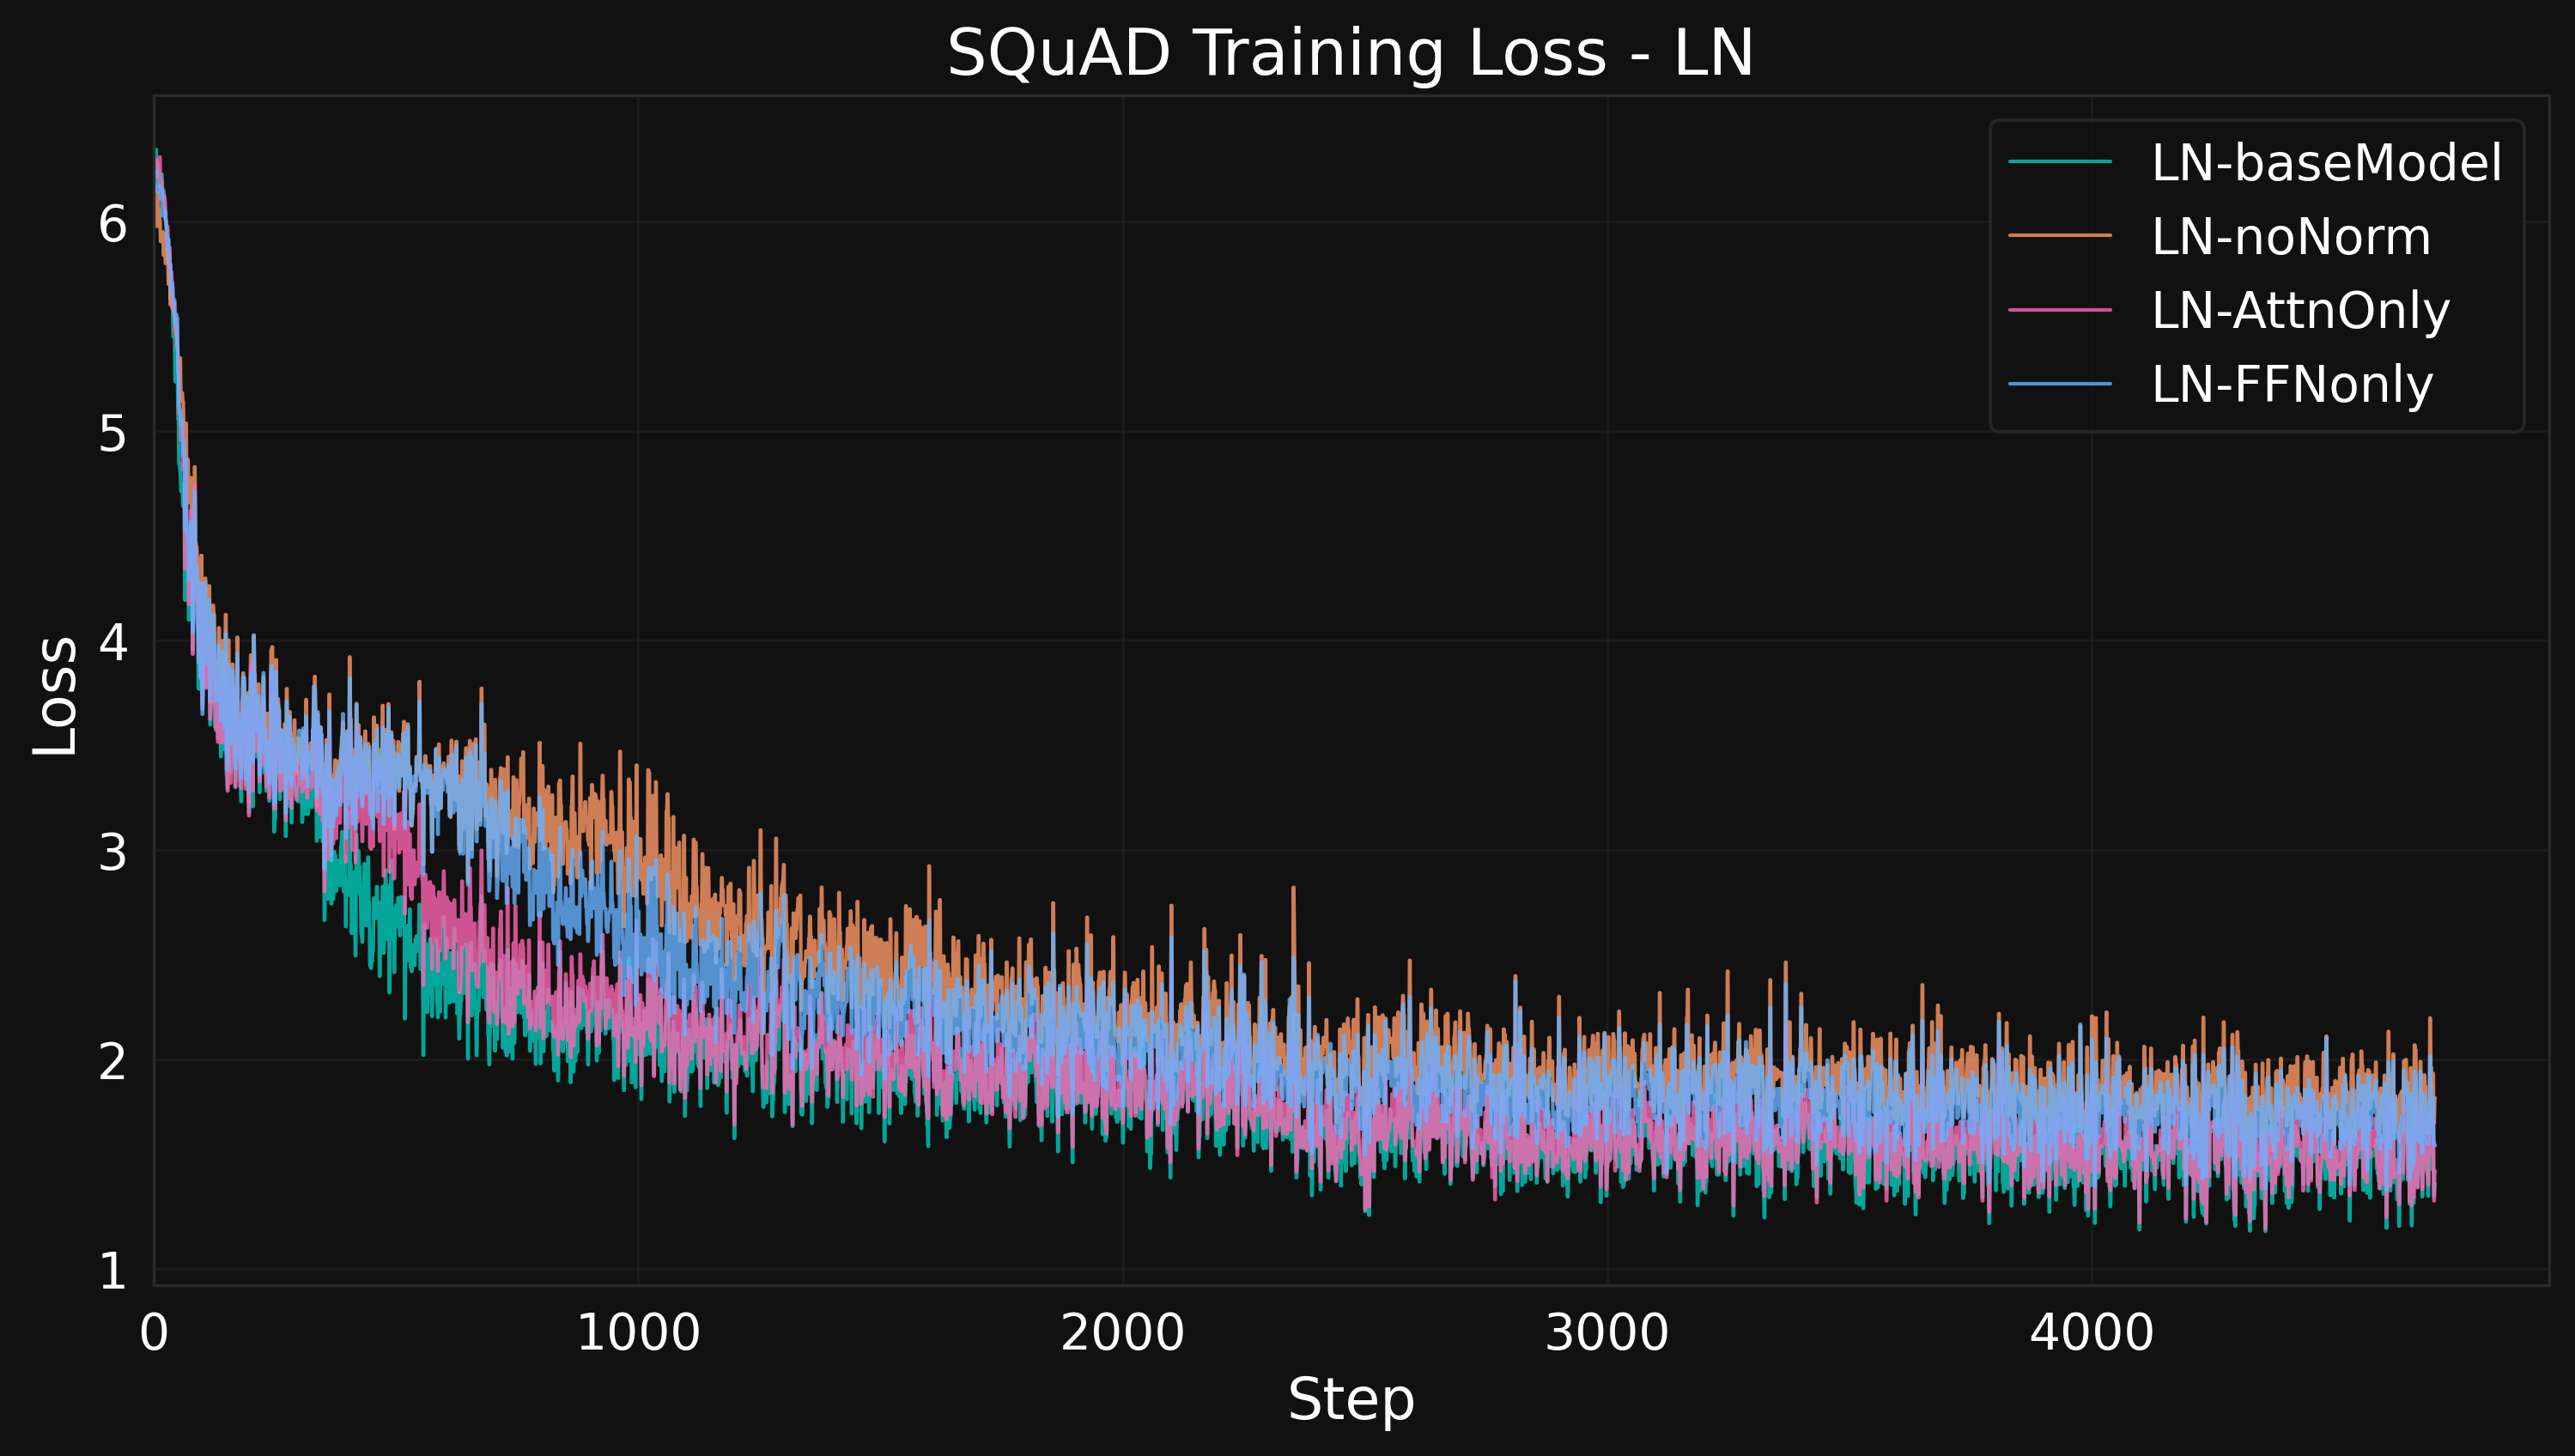 SQuAD Training Loss - LN
LN-baseModel
LN-noNorm
LN-AttnOnly
LN-FFNonly
Loss
6
5
4
3
2
1
0 1000 2000 3000 4000
Step